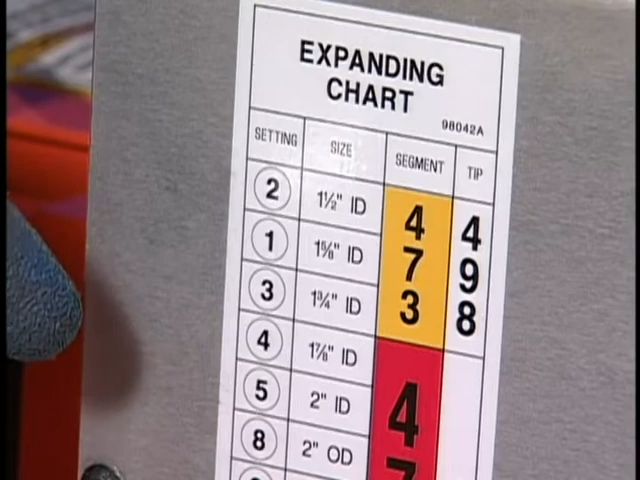 EXPANDING
CHART
98042A
SETTING SIZE SEGMENT TIP
2 1½" ID 4 4
1 1⅝" ID 7 9
3 1¾" ID 3 8
4 1⅞" ID
5 2" ID 4
8 2" OD 7